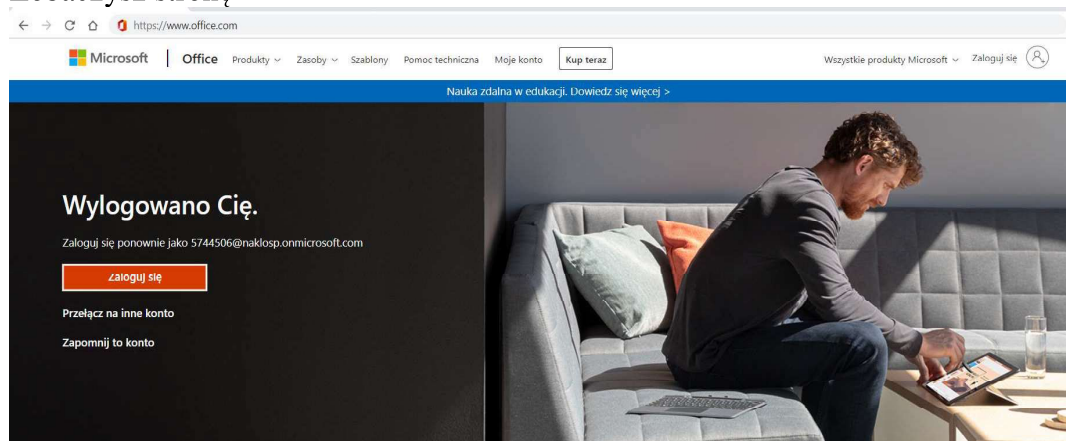 https://www.office.com
Microsoft Office Produkty Zasoby Szablony Pomoc techniczna Moje konto Kup teraz Wszystkie produkty Microsoft Zaloguj się
Nauka zdalna w edukacji. Dowiedz się więcej >
Wylogowano Cię.
Zaloguj się ponownie jako 5744506@naklosp.onmicrosoft.com
Zaloguj się
Przełącz na inne konto
Zapomnij to konto